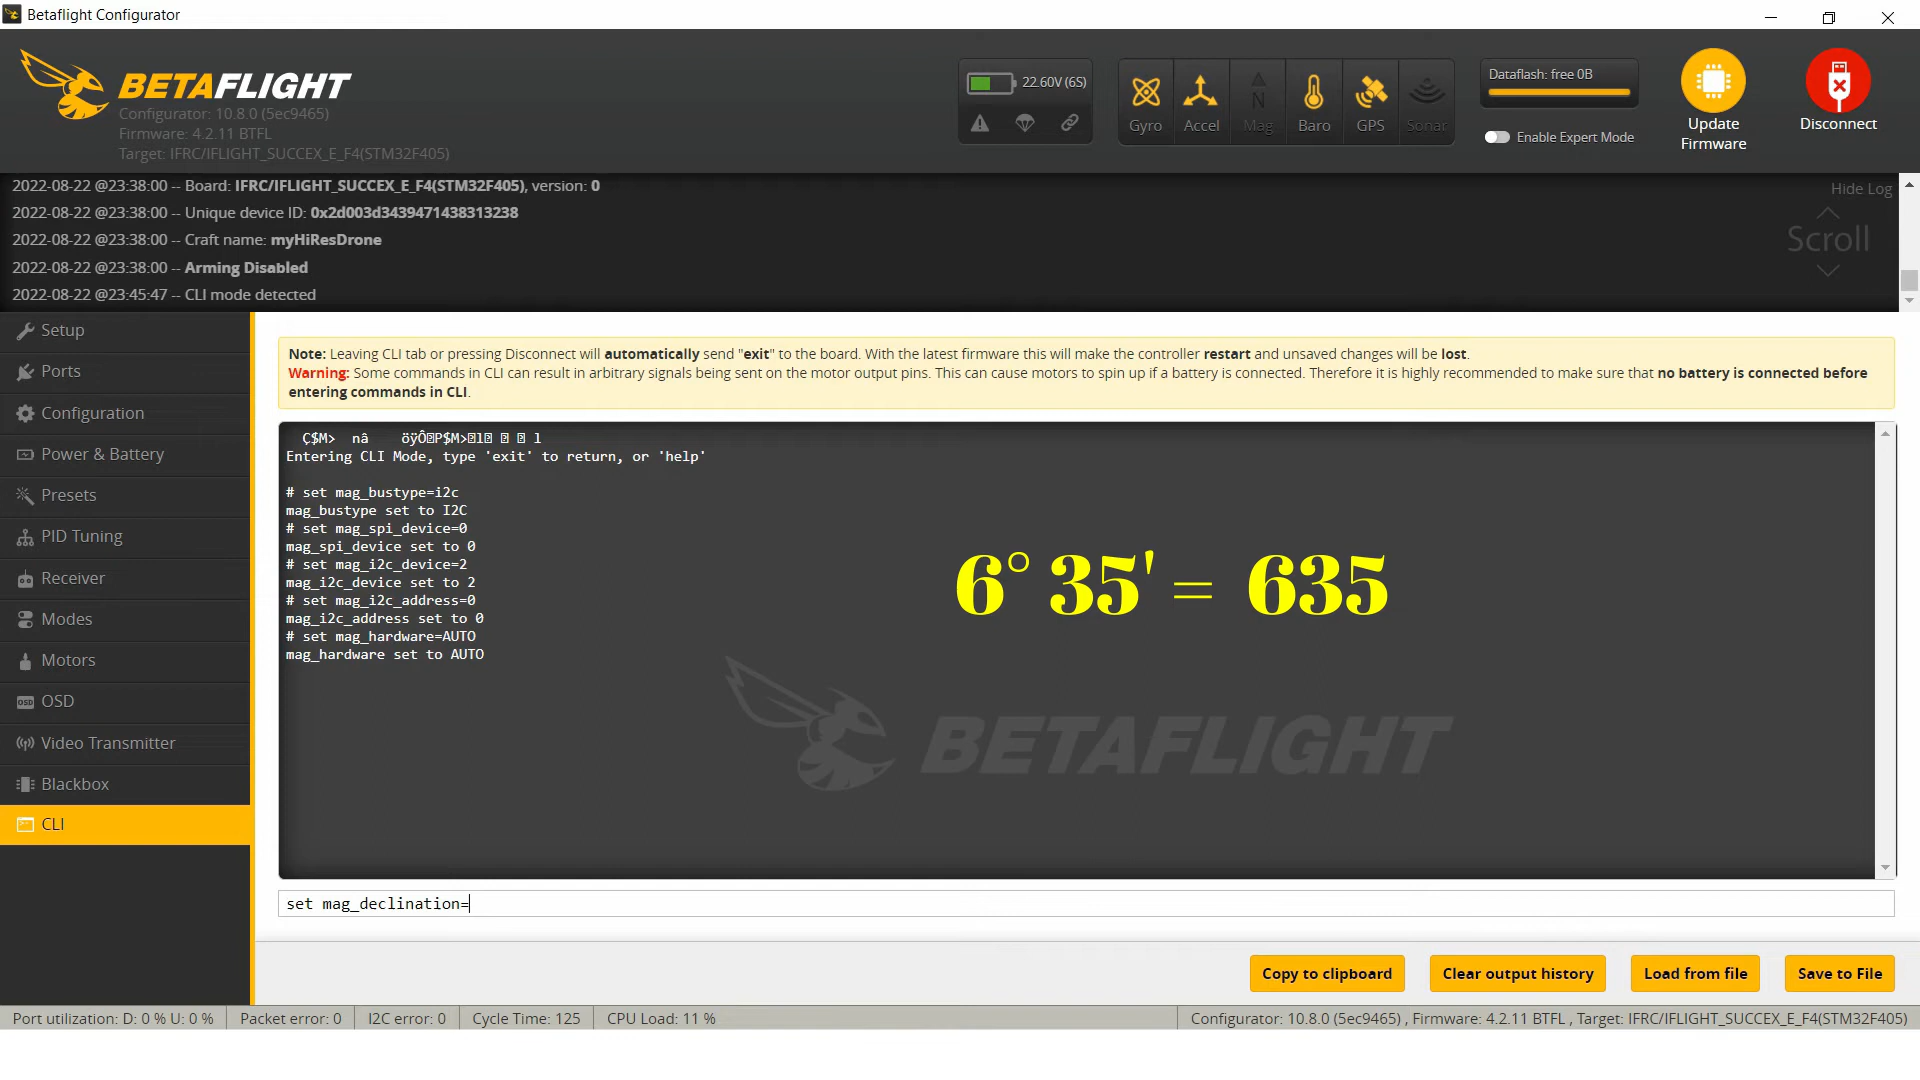 Betaflight Configurator
BETAFLIGHT
Configurator: 10.8.0 (5ec9465)
Firmware: 4.2.11 BTFL
Target: IFRC/IFLIGHT_SUCCEX_E_F4(STM32F405)
22.60V (6S)
Gyro
Accel
N
Mag
Baro
GPS
Sonar
Dataflash: free 0B
Enable Expert Mode
Update
Firmware
Disconnect
2022-08-22 @23:38:00 -- Board: IFRC/IFLIGHT_SUCCEX_E_F4(STM32F405), version: 0
2022-08-22 @23:38:00 -- Unique device ID: 0x2d003d3439471438313238
2022-08-22 @23:38:00 -- Craft name: myHiResDrone
2022-08-22 @23:38:00 -- Arming Disabled
2022-08-22 @23:45:47 -- CLI mode detected
Hide Log
Scroll
Setup
Ports
Configuration
Power & Battery
Presets
PID Tuning
Receiver
Modes
Motors
OSD
Video Transmitter
Blackbox
CLI
Note: Leaving CLI tab or pressing Disconnect will automatically send "exit" to the board. With the latest firmware this will make the controller restart and unsaved changes will be lost.
Warning: Some commands in CLI can result in arbitrary signals being sent on the motor output pins. This can cause motors to spin up if a battery is connected. Therefore it is highly recommended to make sure that no battery is connected before
entering commands in CLI.
Ç$M> nâ öÿÔP$M> l l
Entering CLI Mode, type 'exit' to return, or 'help'
# set mag_bustype=i2c
mag_bustype set to I2C
# set mag_spi_device=0
mag_spi_device set to 0
# set mag_i2c_device=2
mag_i2c_device set to 2
# set mag_i2c_address=0
mag_i2c_address set to 0
# set mag_hardware=AUTO
mag_hardware set to AUTO
6° 35' = 635
BETAFLIGHT
set mag_declination=
Copy to clipboard
Clear output history
Load from file
Save to File
Port utilization: D: 0 % U: 0 %
Packet error: 0
I2C error: 0
Cycle Time: 125
CPU Load: 11 %
Configurator: 10.8.0 (5ec9465) , Firmware: 4.2.11 BTFL , Target: IFRC/IFLIGHT_SUCCEX_E_F4(STM32F405)